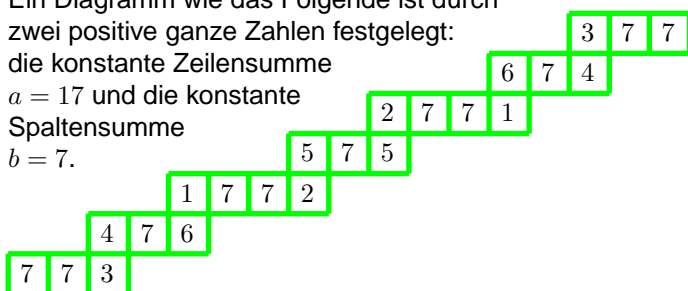 Ein Diagramm wie das Folgende ist durch
zwei positive ganze Zahlen festgelegt:
die konstante Zeilensumme
a = 17 und die konstante
Spaltensumme
b = 7.
3 7 7
6 7 4
2 7 7 1
5 7 5
1 7 7 2
4 7 6
7 7 3